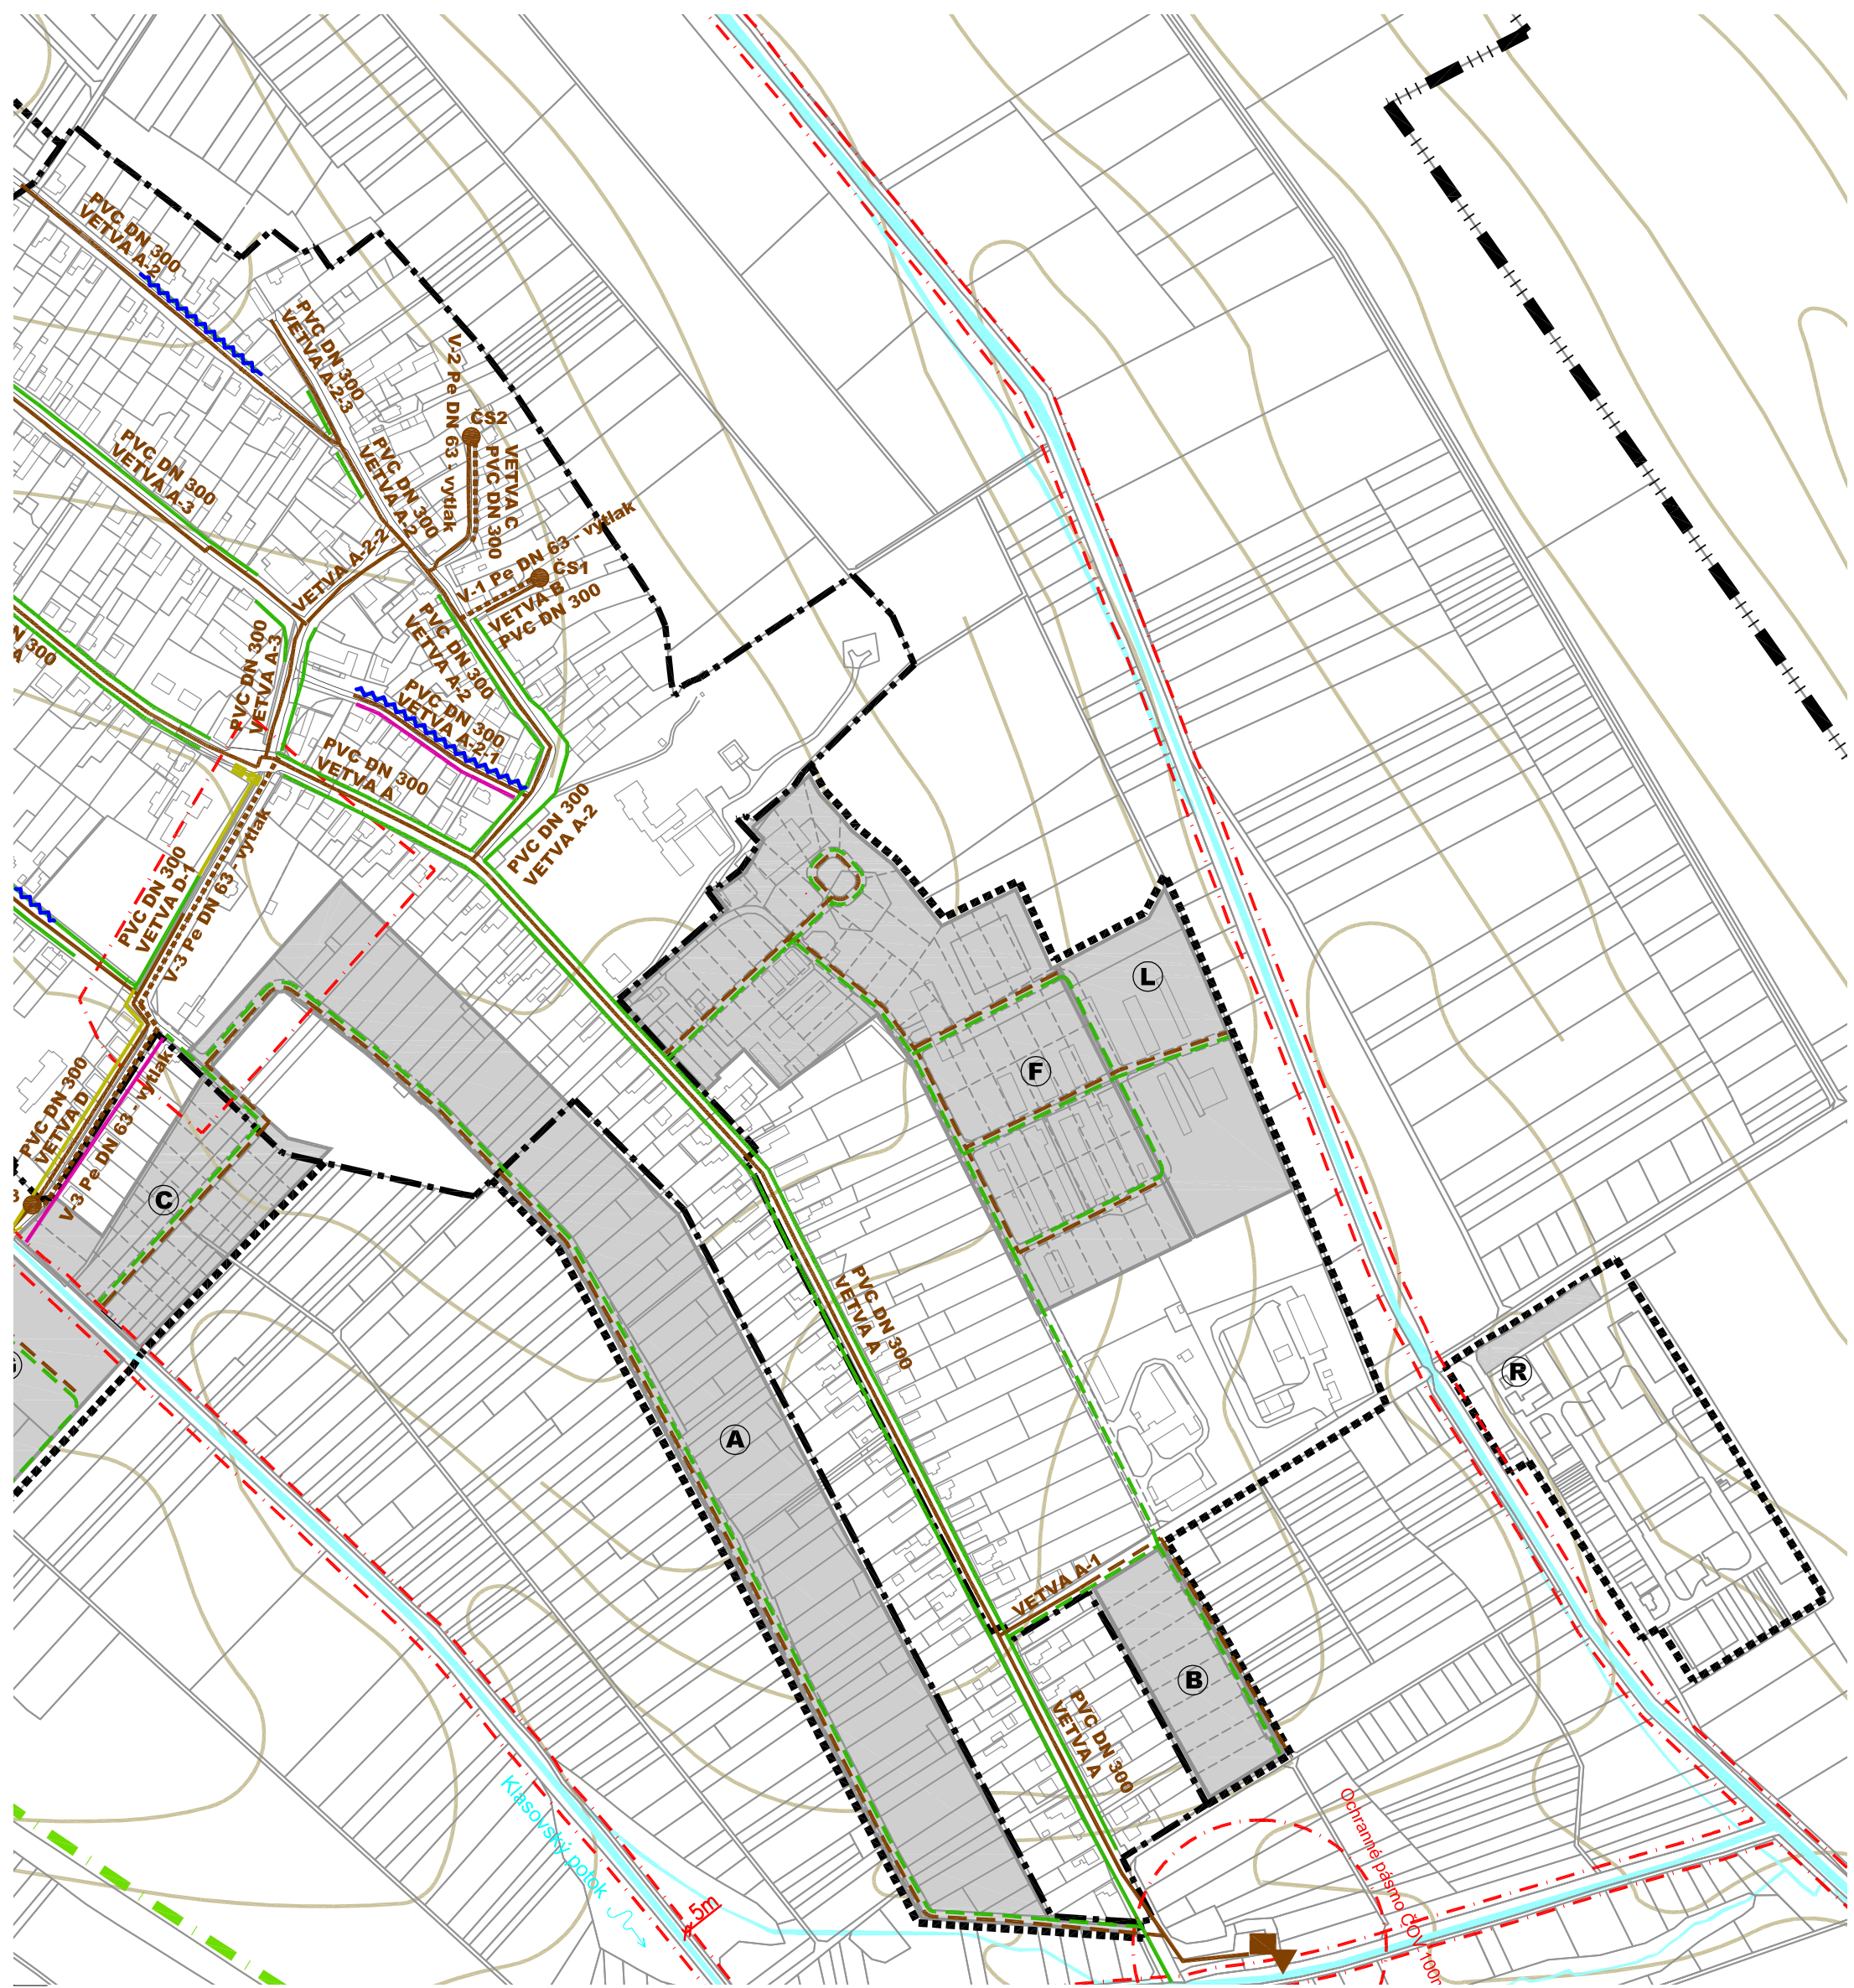 PVC DN 300
VETVA A-2
PVC DN 300
VETVA A-2-3
V-2 Pe DN 63 - výtlak
ČS2
VETVA C
PVC DN 300
PVC DN 300
VETVA A-3
PVC DN 300
VETVA A-2
VETVA A-2-2
V-1 Pe DN 63 - výtlak
ČS1
VETVA B
PVC DN 300
PVC DN 300
VETVA A-2
N 300
A
PVC DN 300
VETVA A-3
PVC DN 300
VETVA A-2-1
PVC DN 300
VETVA A
PVC DN 300
VETVA A-2
PVC DN 300
VETVA D-1
V-3 Pe DN 63 - výtlak
L
F
PVC DN 300
VETVA D
V-3 Pe DN 63 - výtlak
C
PVC DN 300
VETVA A
R
A
VETVA A-1
B
PVC DN 300
VETVA A
Klasovský potok
5m
Ochranné pásmo ČOV 100m